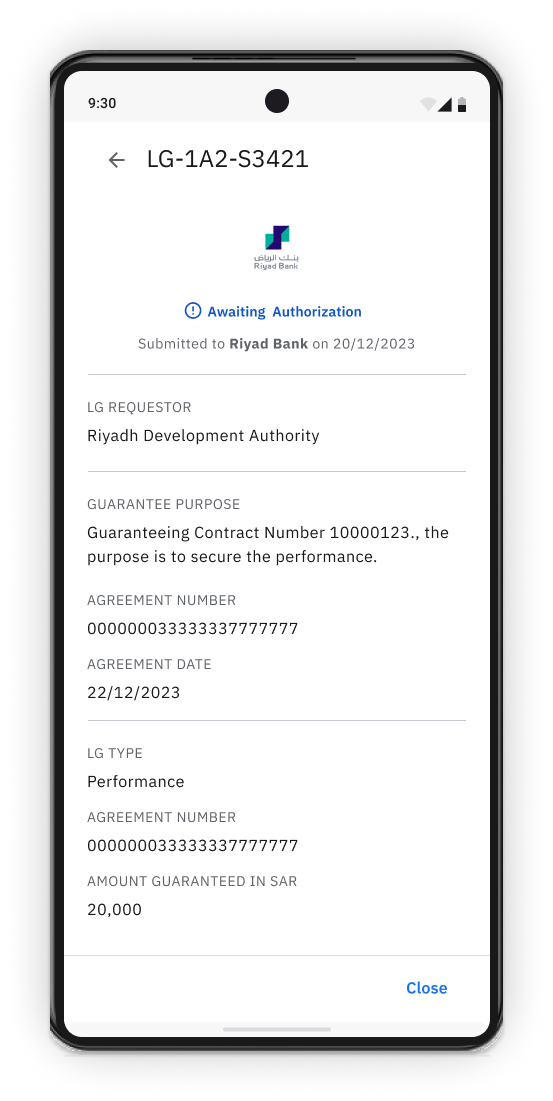 9:30
LG-1A2-S3421
بنك الرياض
Riyad Bank
Awaiting Authorization
Submitted to Riyad Bank on 20/12/2023
LG REQUESTOR
Riyadh Development Authority
GUARANTEE PURPOSE
Guaranteeing Contract Number 10000123., the
purpose is to secure the performance.
AGREEMENT NUMBER
000000033333337777777
AGREEMENT DATE
22/12/2023
LG TYPE
Performance
AGREEMENT NUMBER
000000033333337777777
AMOUNT GUARANTEED IN SAR
20,000
Close